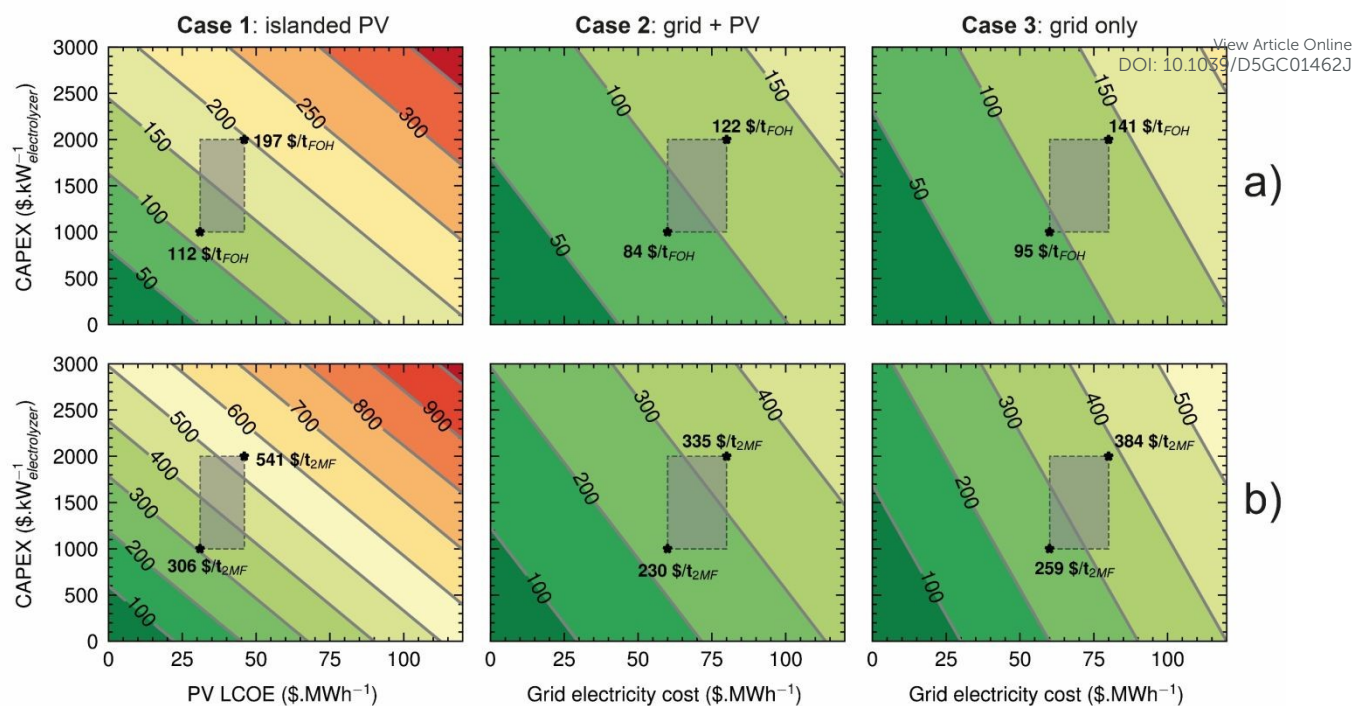 Case 1: islanded PV
Case 2: grid + PV
Case 3: grid only
View Article Online
DOI: 10.1039/D5GC01462J
CAPEX ($.kW⁻¹electrolyzer)
3000
2500
2000
1500
1000
500
0
50
100
150
200
250
300
197 $/tFOH
112 $/tFOH
50
100
150
122 $/tFOH
84 $/tFOH
50
100
150
141 $/tFOH
95 $/tFOH
a)
CAPEX ($.kW⁻¹electrolyzer)
3000
2500
2000
1500
1000
500
0
100
200
300
400
500
600
700
800
900
541 $/t2MF
306 $/t2MF
100
200
300
400
335 $/t2MF
230 $/t2MF
100
200
300
400
500
384 $/t2MF
259 $/t2MF
b)
0 25 50 75 100
0 25 50 75 100
0 25 50 75 100
PV LCOE ($.MWh⁻¹)
Grid electricity cost ($.MWh⁻¹)
Grid electricity cost ($.MWh⁻¹)